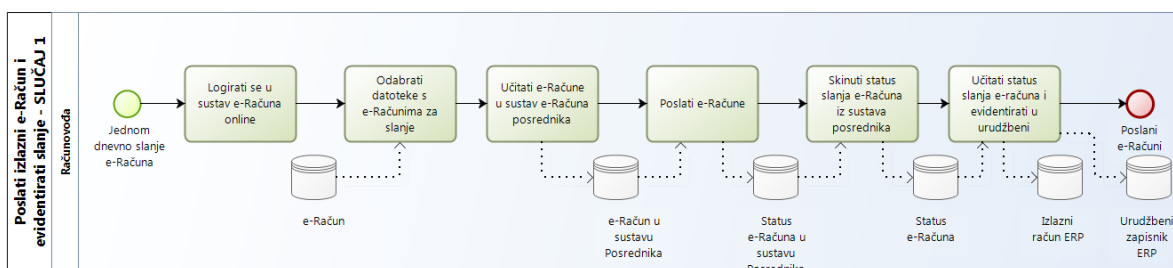 Poslati izlazni e-Račun i
evidentirati slanje - SLUČAJ 1
Računovođa
Jednom
dnevno slanje
e-Računa
Logirati se u
sustav e-Računa
online
Odabrati
datoteke s
e-Računima za
slanje
Učitati e-Račune
u sustav e-Računa
posrednika
Poslati e-Račune
Skinuti status
slanja e-Računa
iz sustava
posrednika
Učitati status
slanja e-računa i
evidentirati u
urudžbeni
Poslani
e-Računi
e-Račun
e-Račun u
sustavu
Posrednika
Status
e-Računa u
sustavu
Posrednika
Status
e-Računa
Izlazni
račun ERP
Urudžbeni
zapisnik
ERP